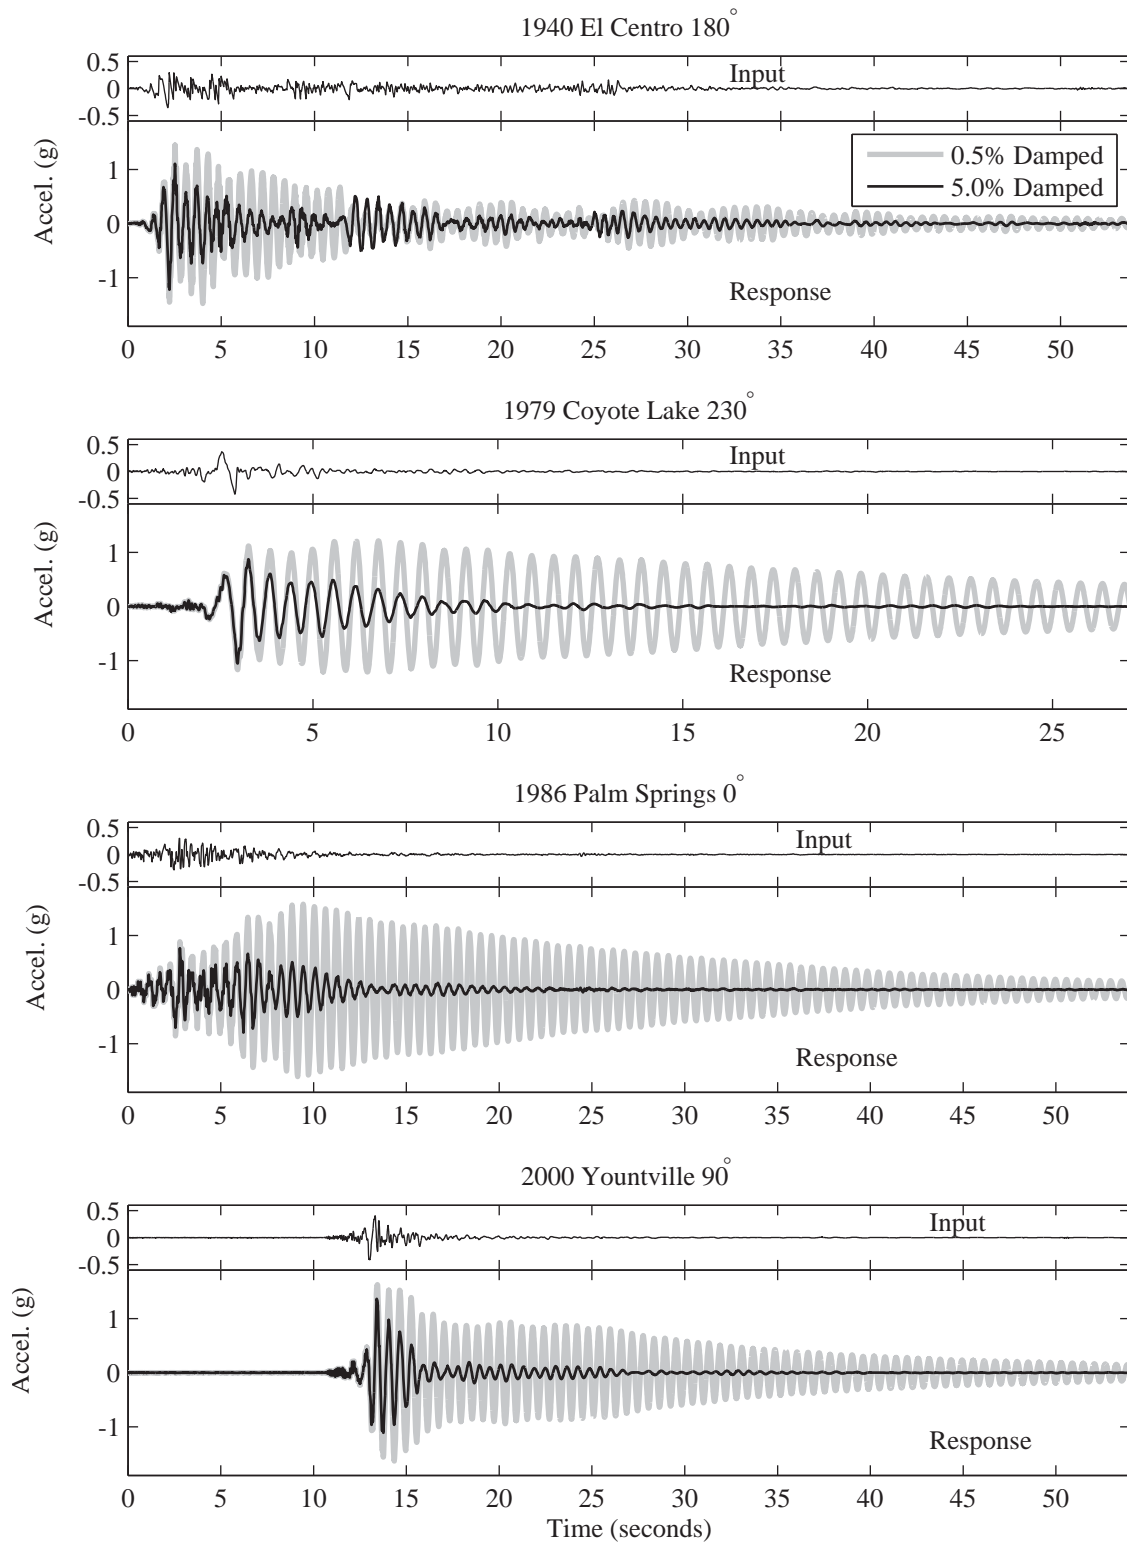 1940 El Centro 180°
0.5
0
-0.5
Input
Accel. (g)
1
0
-1
0.5% Damped
5.0% Damped
Response
0 5 10 15 20 25 30 35 40 45 50
1979 Coyote Lake 230°
0.5
0
-0.5
Input
Accel. (g)
1
0
-1
Response
0 5 10 15 20 25
1986 Palm Springs 0°
0.5
0
-0.5
Input
Accel. (g)
1
0
-1
Response
0 5 10 15 20 25 30 35 40 45 50
2000 Yountville 90°
0.5
0
-0.5
Input
Accel. (g)
1
0
-1
Response
0 5 10 15 20 25 30 35 40 45 50
Time (seconds)